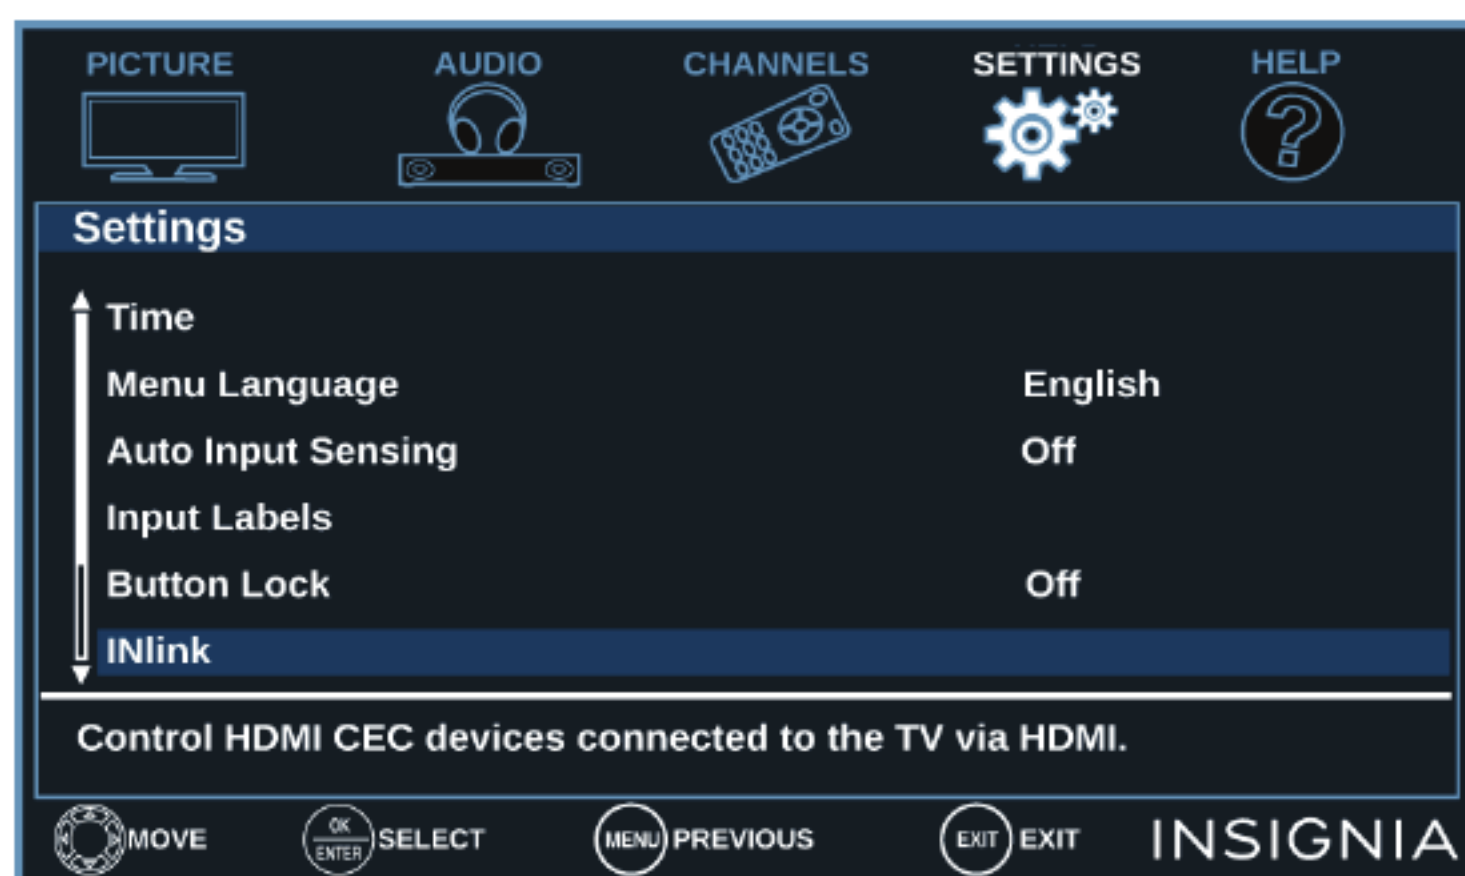 PICTURE AUDIO CHANNELS SETTINGS HELP
Settings
Time
Menu Language English
Auto Input Sensing Off
Input Labels
Button Lock Off
INlink
Control HDMI CEC devices connected to the TV via HDMI.
MOVE OK ENTER SELECT MENU PREVIOUS EXIT EXIT INSIGNIA